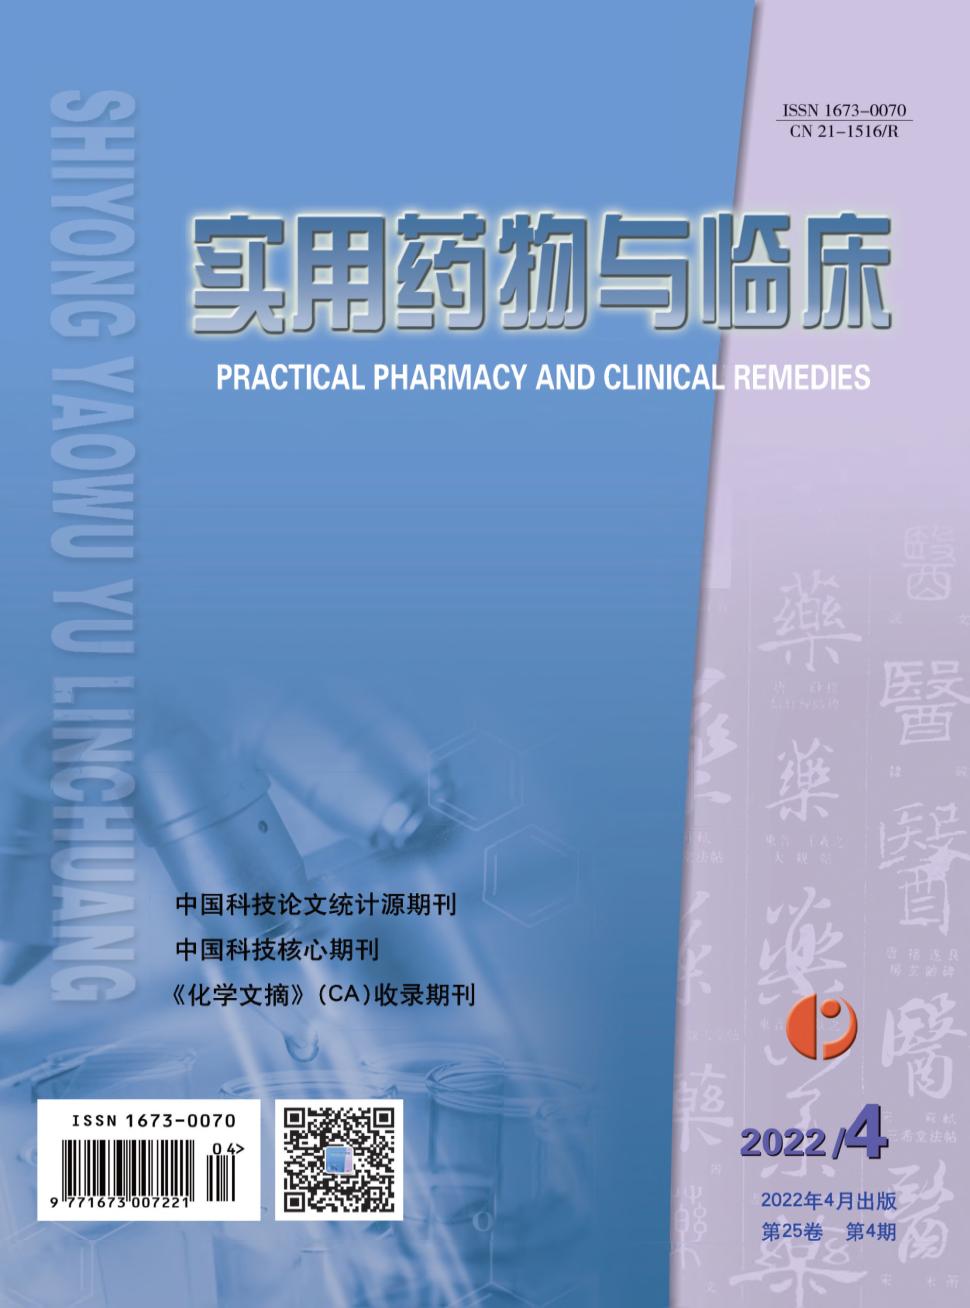 ISSN 1673-0070
CN 21-1516/R
SHIYONG YAOWU YU LINCHUANG
实用药物与临床
PRACTICAL PHARMACY AND CLINICAL REMEDIES
醫
藥
醫
藥
醫
藥
醫
藥
醫
中国科技论文统计源期刊
中国科技核心期刊
《化学文摘》(CA)收录期刊
ISSN 1673-0070
04>
9 771673 007221
2022/4
2022年4月出版
第25卷 第4期